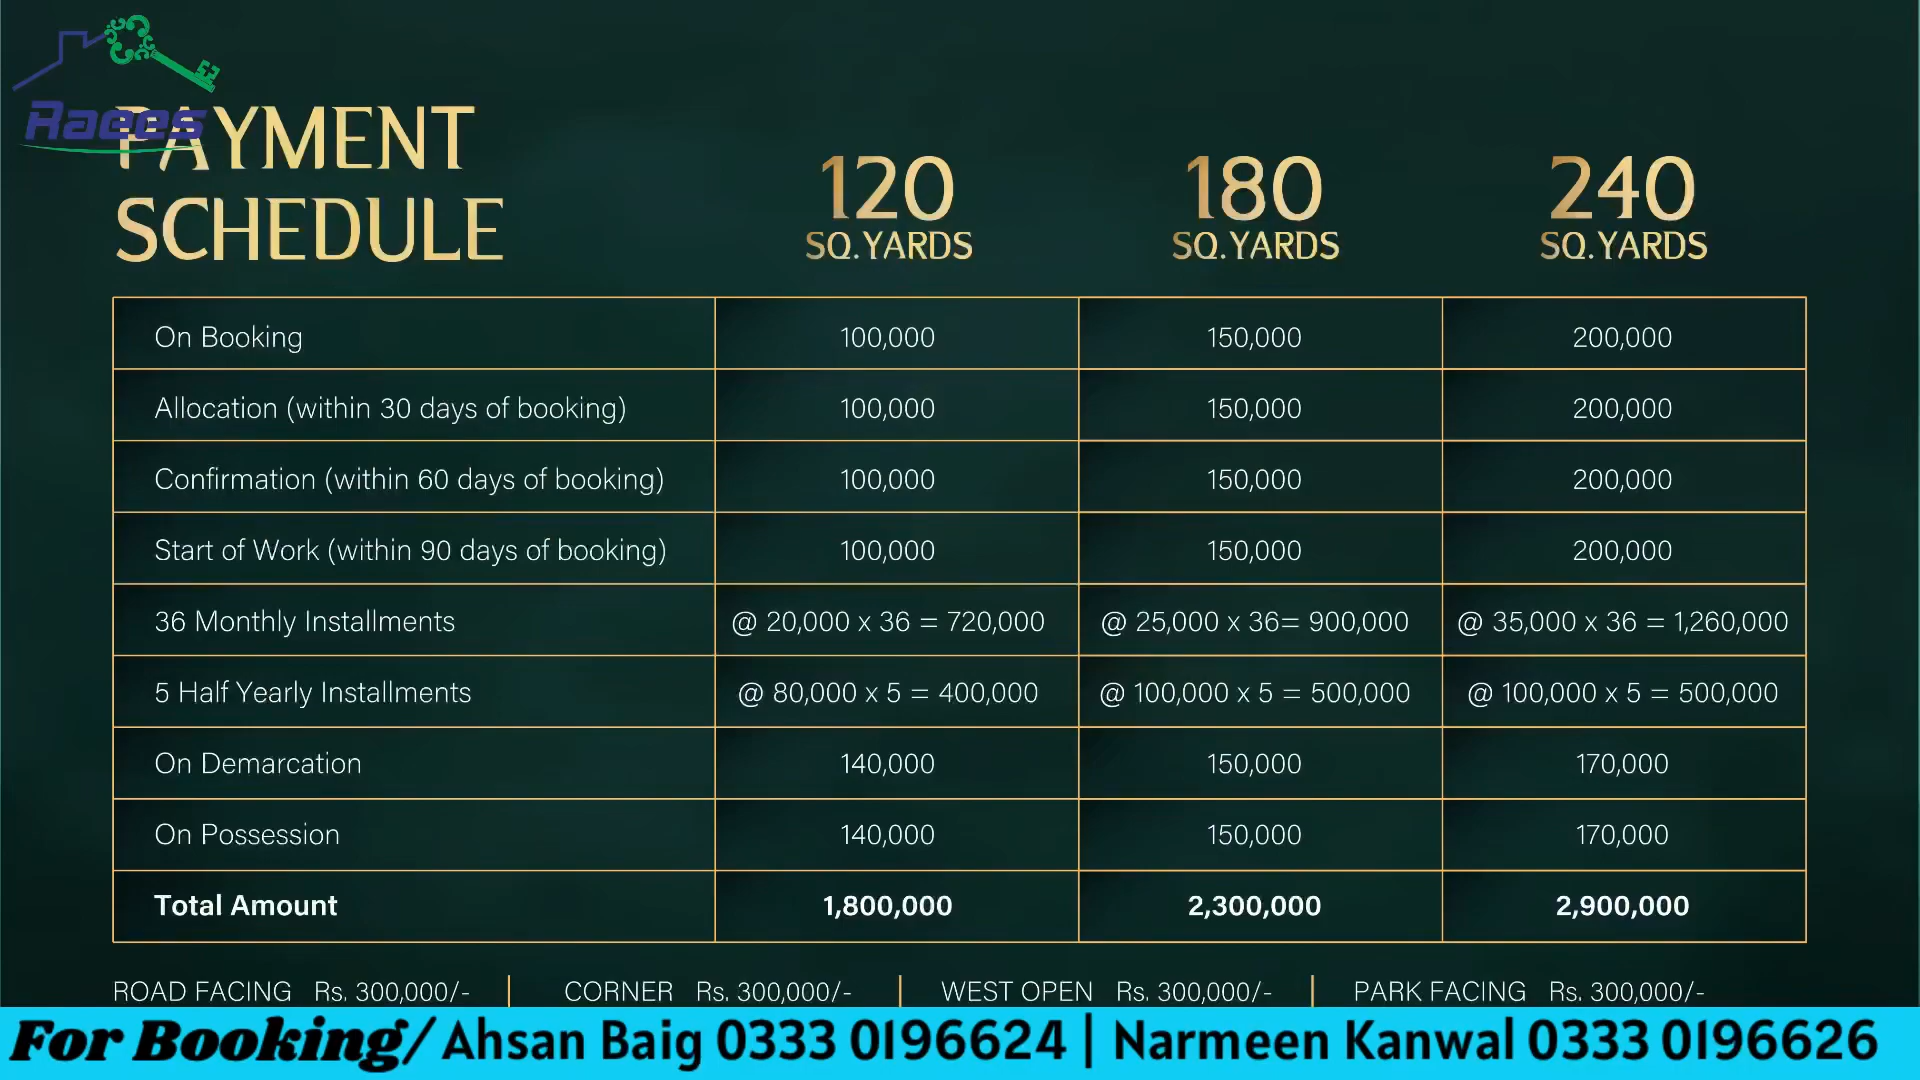 Raees
PAYMENT
SCHEDULE
120 180 240
SQ.YARDS SQ.YARDS SQ.YARDS
On Booking 100,000 150,000 200,000
Allocation (within 30 days of booking) 100,000 150,000 200,000
Confirmation (within 60 days of booking) 100,000 150,000 200,000
Start of Work (within 90 days of booking) 100,000 150,000 200,000
36 Monthly Installments @ 20,000 x 36 = 720,000 @ 25,000 x 36= 900,000 @ 35,000 x 36 = 1,260,000
5 Half Yearly Installments @ 80,000 x 5 = 400,000 @ 100,000 x 5 = 500,000 @ 100,000 x 5 = 500,000
On Demarcation 140,000 150,000 170,000
On Possession 140,000 150,000 170,000
Total Amount 1,800,000 2,300,000 2,900,000
ROAD FACING Rs. 300,000/- | CORNER Rs. 300,000/- | WEST OPEN Rs. 300,000/- | PARK FACING Rs. 300,000/-
For Booking/ Ahsan Baig 0333 0196624 | Narmeen Kanwal 0333 0196626